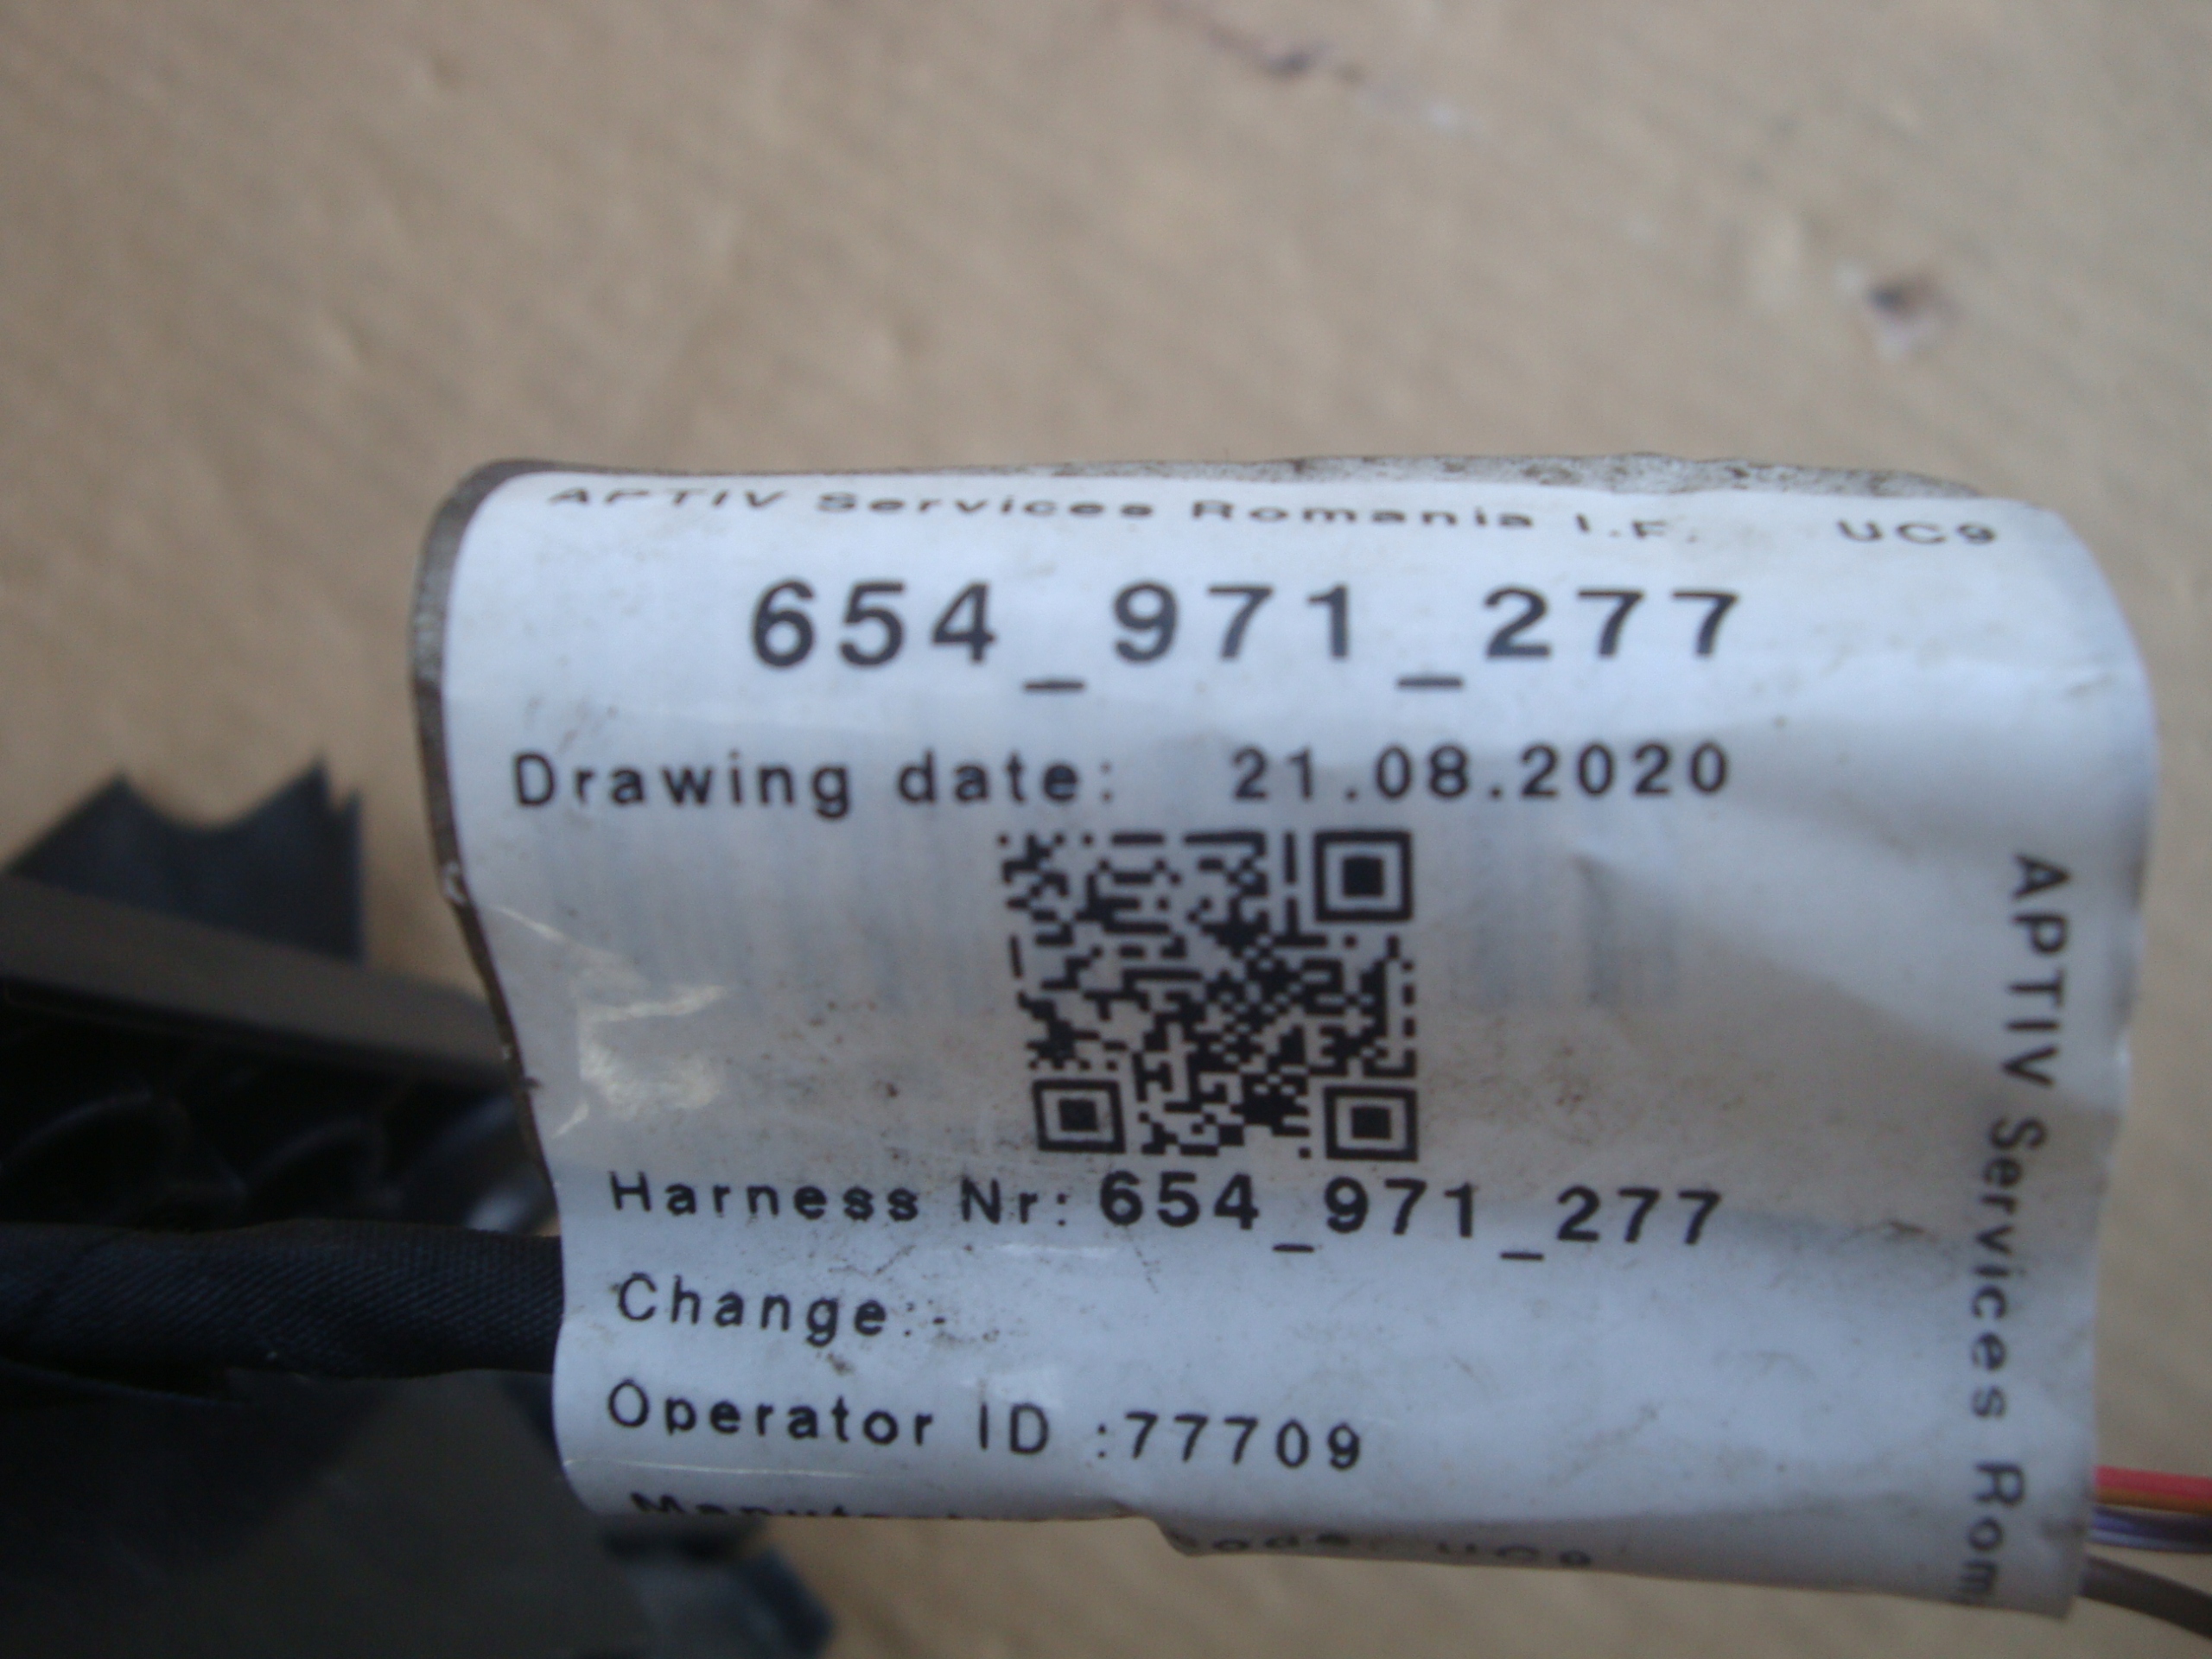 APTIV Services Romania I.F. UC9
654_971_277
Drawing date: 21.08.2020
Harness Nr: 654_971_277
Change:-
Operator ID :77709
UC9
APTIV Services Rom